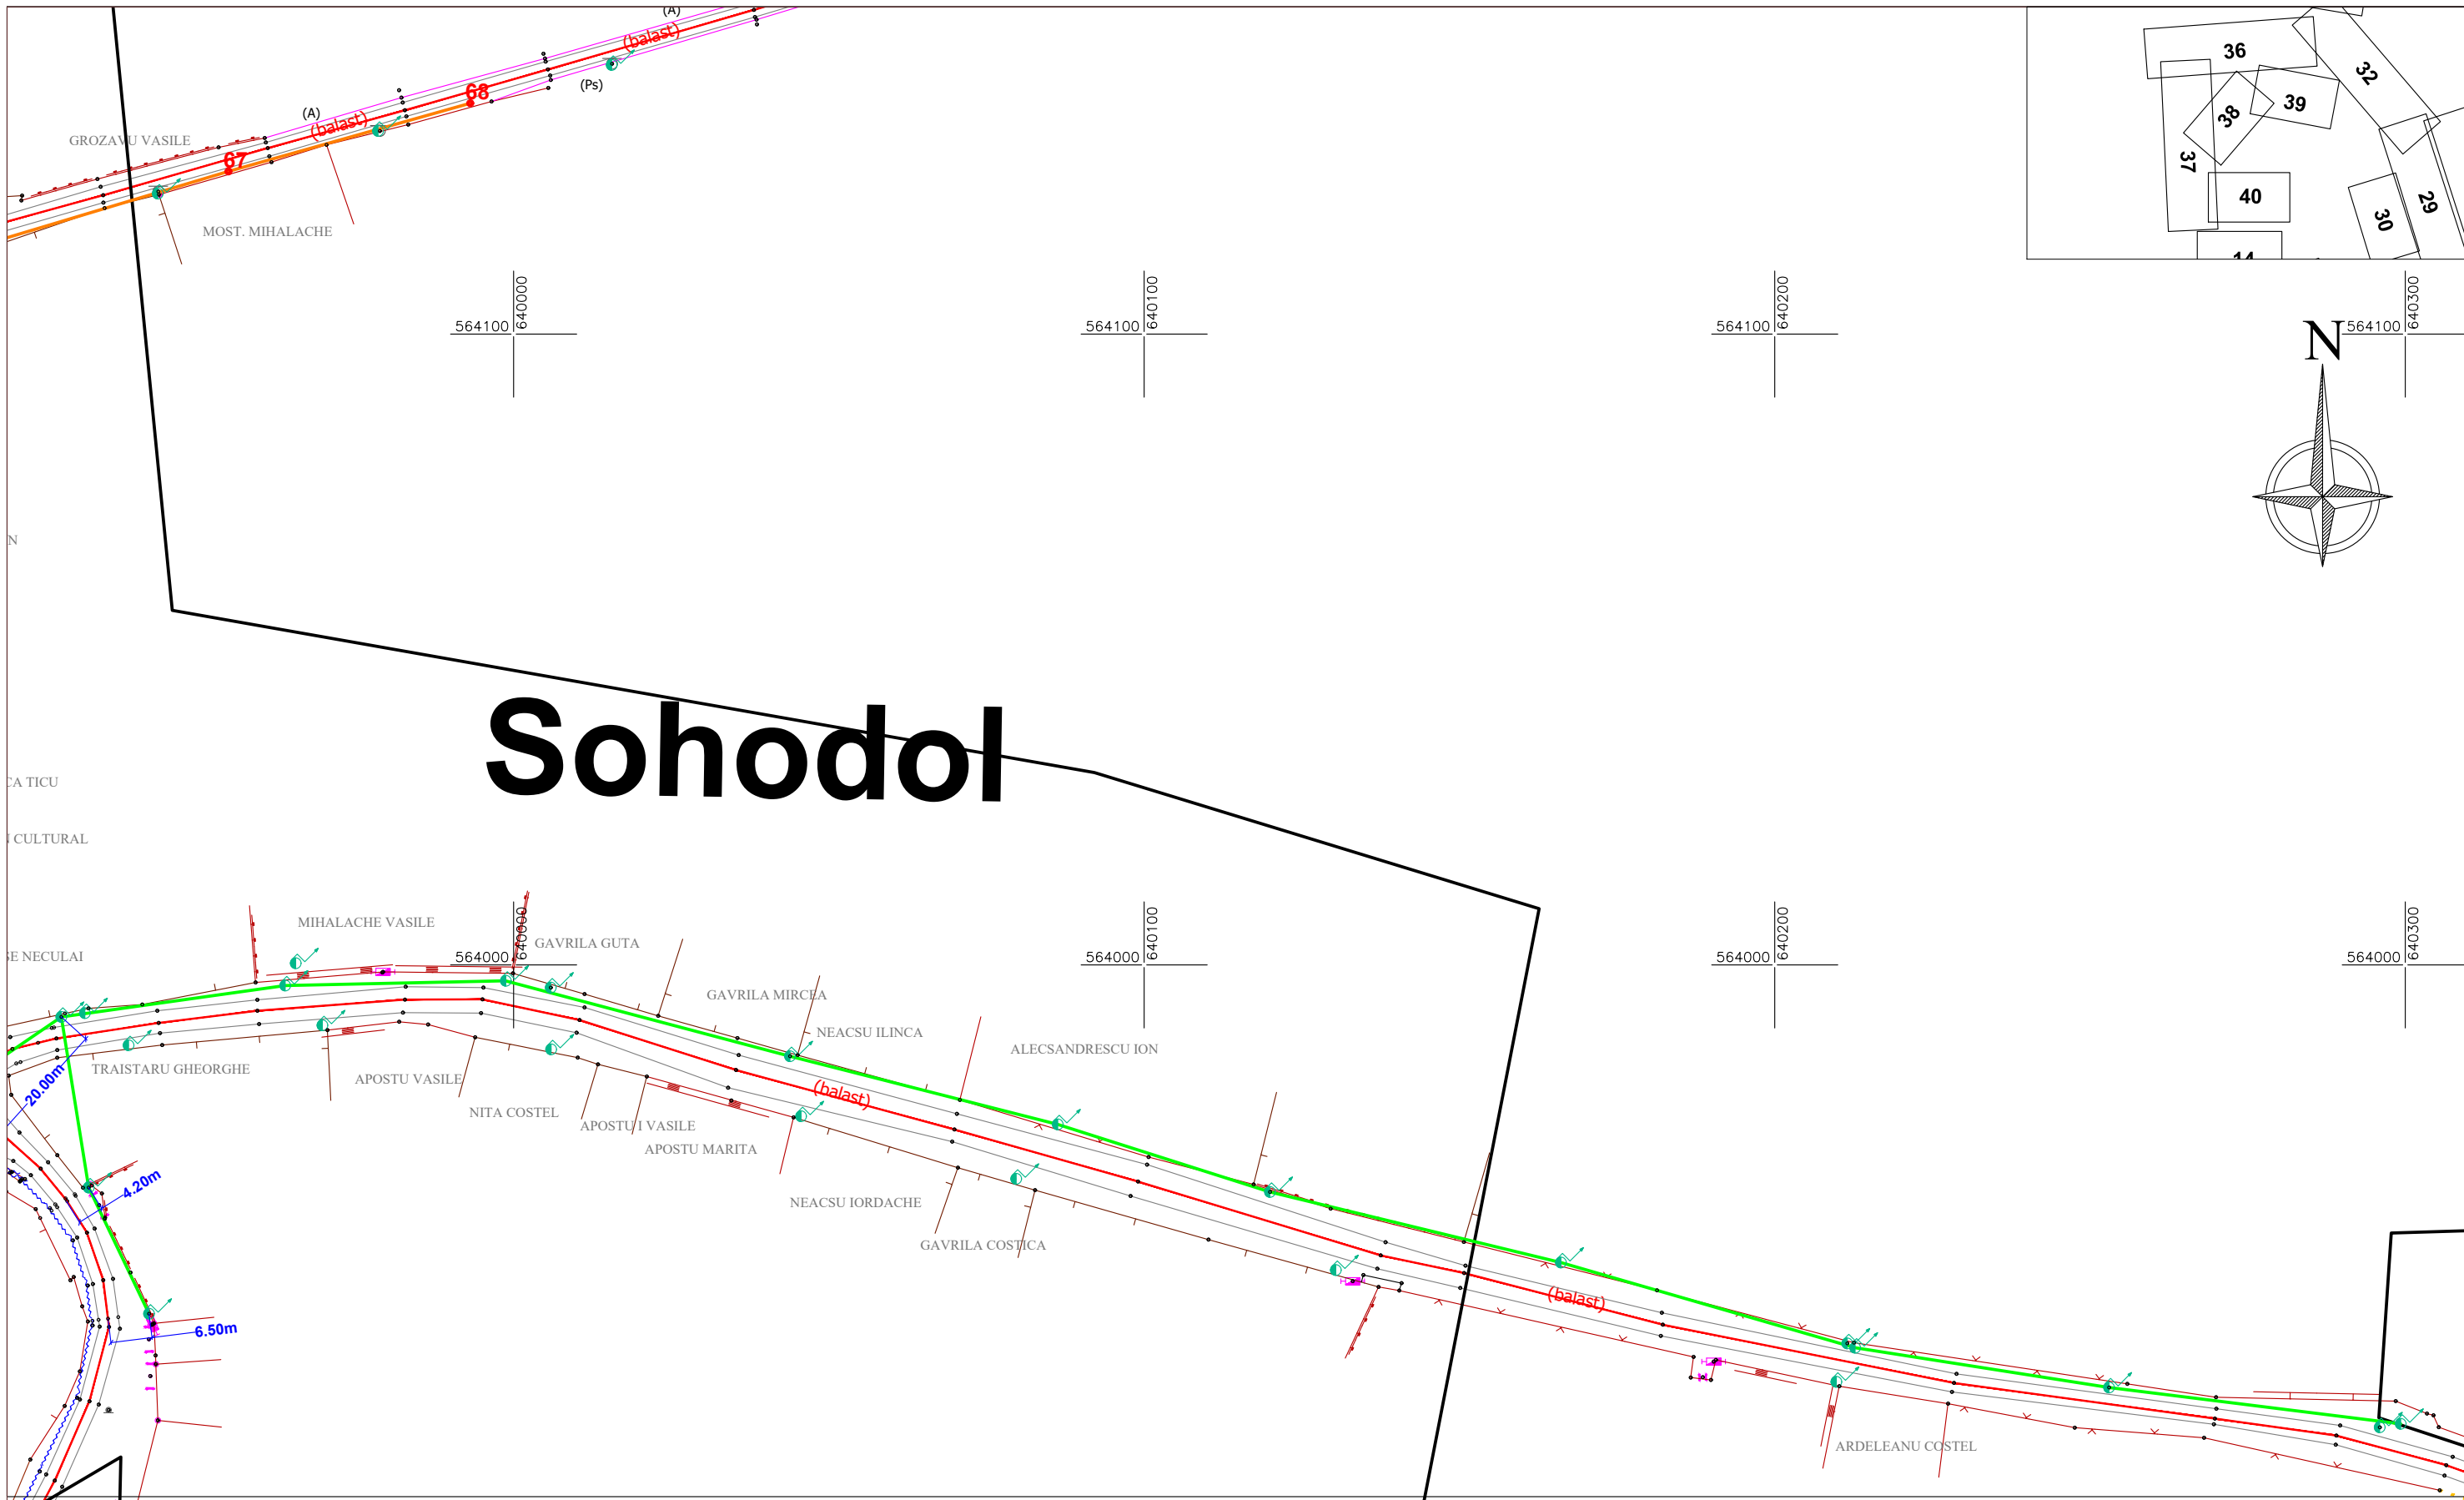 (A)
(balast)
(Ps)
68
(A)
(balast)
GROZAVU VASILE
67
MOST. MIHALACHE
36
32
39
38
37
40
29
30
564100
640000
564100
640100
564100
640200
564100
640300
N
N
Sohodol
CA TICU
CULTURAL
SE NECULAI
MIHALACHE VASILE
564000
640000
GAVRILA GUTA
564000
640100
564000
640200
564000
640300
GAVRILA MIRCEA
NEACSU ILINCA
ALECSANDRESCU ION
TRAISTARU GHEORGHE
20.00m
APOSTU VASILE
(balast)
NITA COSTEL
APOSTU I VASILE
APOSTU MARITA
4.20m
NEACSU IORDACHE
GAVRILA COSTICA
(balast)
6.50m
ARDELEANU COSTEL